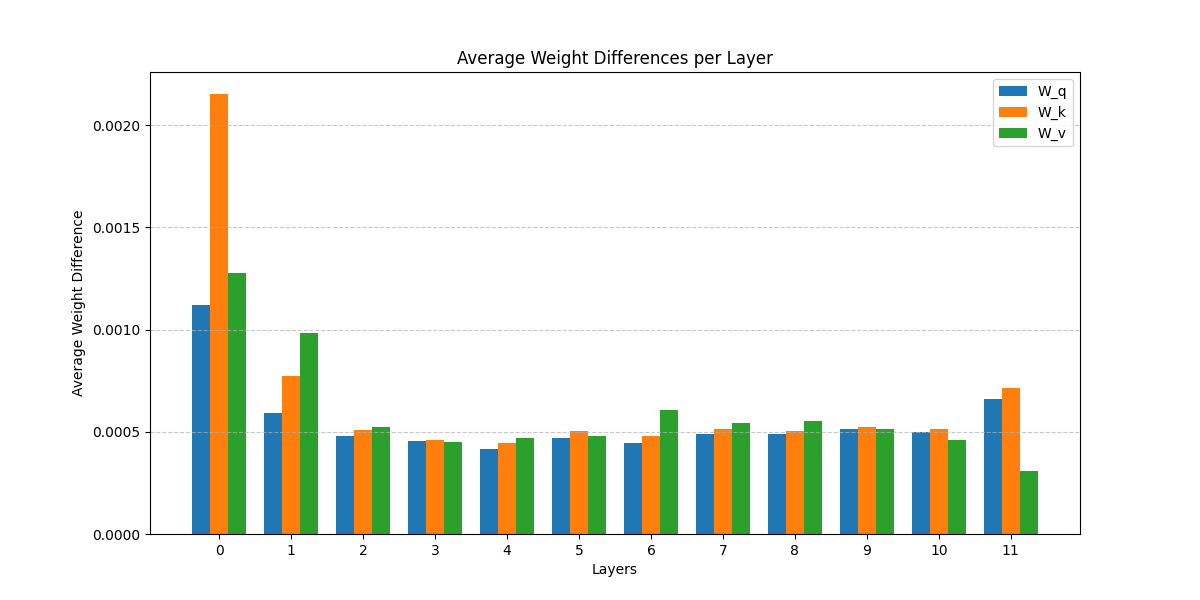 Average Weight Differences per Layer
W_q
W_k
W_v
Average Weight Difference
0.0020
0.0015
0.0010
0.0005
0.0000
0 1 2 3 4 5 6 7 8 9 10 11
Layers